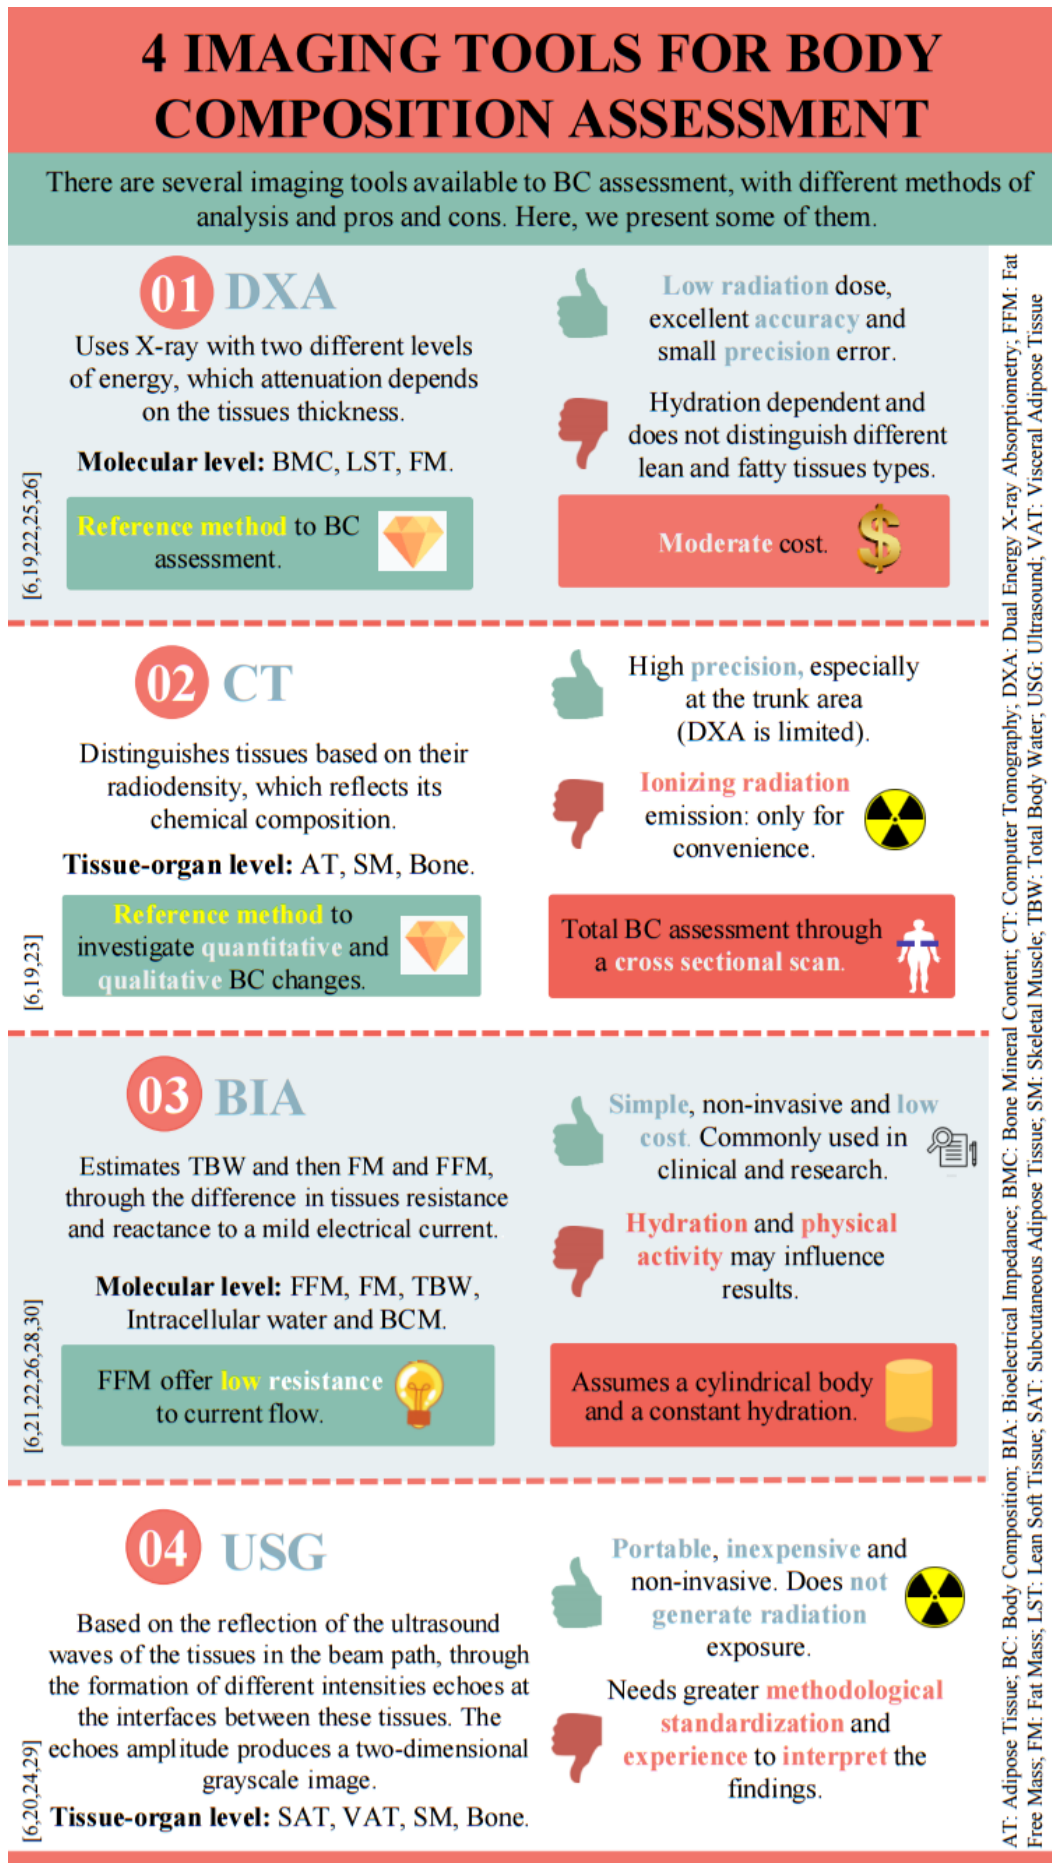 4 IMAGING TOOLS FOR BODY
COMPOSITION ASSESSMENT
There are several imaging tools available to BC assessment, with different methods of
analysis and pros and cons. Here, we present some of them.
01 DXA
Uses X-ray with two different levels
of energy, which attenuation depends
on the tissues thickness.
Molecular level: BMC, LST, FM.
Reference method to BC
assessment.
[6,19,22,25,26]
Low radiation dose,
excellent accuracy and
small precision error.
Hydration dependent and
does not distinguish different
lean and fatty tissues types.
Moderate cost.
$
02 CT
Distinguishes tissues based on their
radiodensity, which reflects its
chemical composition.
Tissue-organ level: AT, SM, Bone.
Reference method to
investigate quantitative and
qualitative BC changes.
[6,19,23]
High precision, especially
at the trunk area
(DXA is limited).
Ionizing radiation
emission: only for
convenience.
Total BC assessment through
a cross sectional scan.
03 BIA
Estimates TBW and then FM and FFM,
through the difference in tissues resistance
and reactance to a mild electrical current.
Molecular level: FFM, FM, TBW,
Intracellular water and BCM.
FFM offer low resistance
to current flow.
[6,21,22,26,28,30]
Simple, non-invasive and low
cost. Commonly used in
clinical and research.
Hydration and physical
activity may influence
results.
Assumes a cylindrical body
and a constant hydration.
04 USG
Based on the reflection of the ultrasound
waves of the tissues in the beam path, through
the formation of different intensities echoes at
the interfaces between these tissues. The
echoes amplitude produces a two-dimensional
grayscale image.
Tissue-organ level: SAT, VAT, SM, Bone.
[6,20,24,29]
Portable, inexpensive and
non-invasive. Does not
generate radiation
exposure.
Needs greater methodological
standardization and
experience to interpret the
findings.
AT: Adipose Tissue; BC: Body Composition; BIA: Bioelectrical Impedance; BMC: Bone Mineral Content; CT: Computer Tomography; DXA: Dual Energy X-ray Absorptiometry; FFM: Fat
Free Mass; FM: Fat Mass; LST: Lean Soft Tissue; SAT: Subcutaneous Adipose Tissue; SM: Skeletal Muscle; TBW: Total Body Water; USG: Ultrasound; VAT: Visceral Adipose Tissue